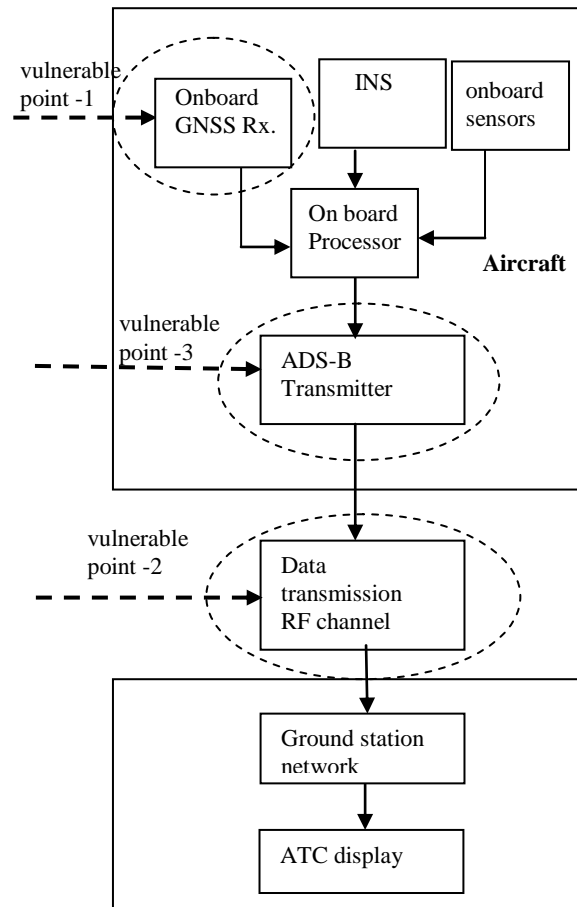 vulnerable
point -1
Onboard
GNSS Rx.
INS
onboard
sensors
On board
Processor
Aircraft
vulnerable
point -3
ADS-B
Transmitter
vulnerable
point -2
Data
transmission
RF channel
Ground station
network
ATC display